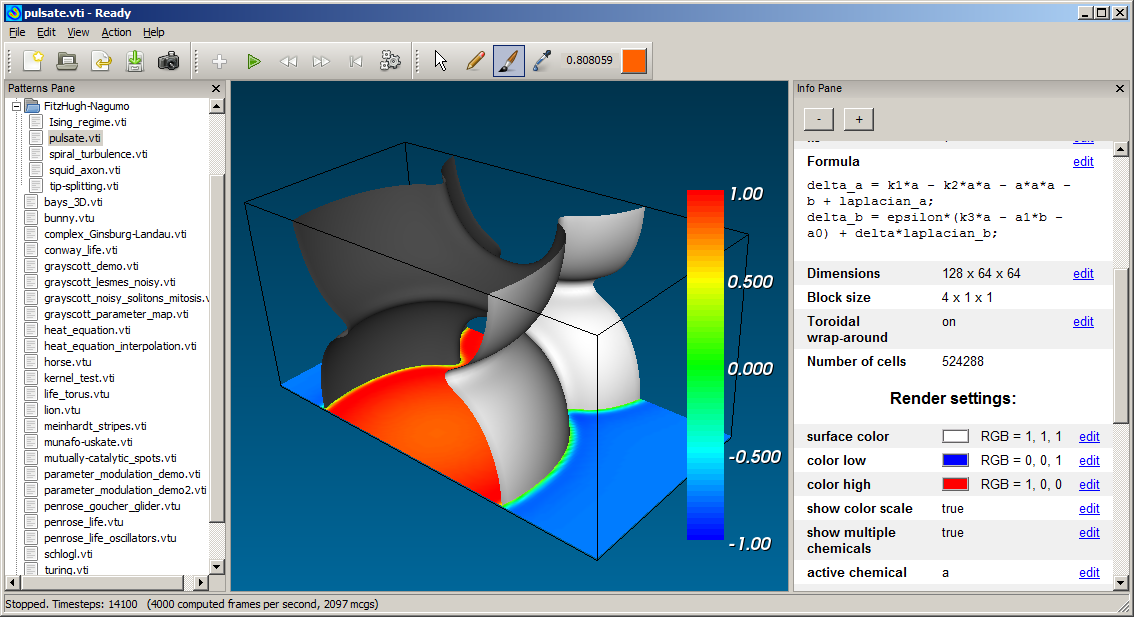 pulsate.vti - Ready
File Edit View Action Help
0.808059
Patterns Pane
FitzHugh-Nagumo
Ising_regime.vti
pulsate.vti
spiral_turbulence.vti
squid_axon.vti
tip-splitting.vti
bays_3D.vti
bunny.vtu
complex_Ginsburg-Landau.vti
conway_life.vti
grayscott_demo.vti
grayscott_lesmes_noisy.vti
grayscott_noisy_solitons_mitosis.v
grayscott_parameter_map.vti
heat_equation.vti
heat_equation_interpolation.vti
horse.vtu
kernel_test.vti
life_torus.vtu
lion.vtu
meinhardt_stripes.vti
munafo-uskate.vti
mutually-catalytic_spots.vti
parameter_modulation_demo.vti
parameter_modulation_demo2.vti
penrose_goucher_glider.vtu
penrose_life.vtu
penrose_life_oscillators.vtu
schlogl.vti
turing.vti
1.00
0.500
0.000
-0.500
-1.00
Info Pane
- +
Formula edit
delta_a = k1*a - k2*a*a - a*a*a -
b + laplacian_a;
delta_b = epsilon*(k3*a - a1*b -
a0) + delta*laplacian_b;
Dimensions 128 x 64 x 64 edit
Block size 4 x 1 x 1
Toroidal on edit
wrap-around
Number of cells 524288
Render settings:
surface color RGB = 1, 1, 1 edit
color low RGB = 0, 0, 1 edit
color high RGB = 1, 0, 0 edit
show color scale true edit
show multiple true edit
chemicals
active chemical a edit
Stopped. Timesteps: 14100 (4000 computed frames per second, 2097 mcgs)